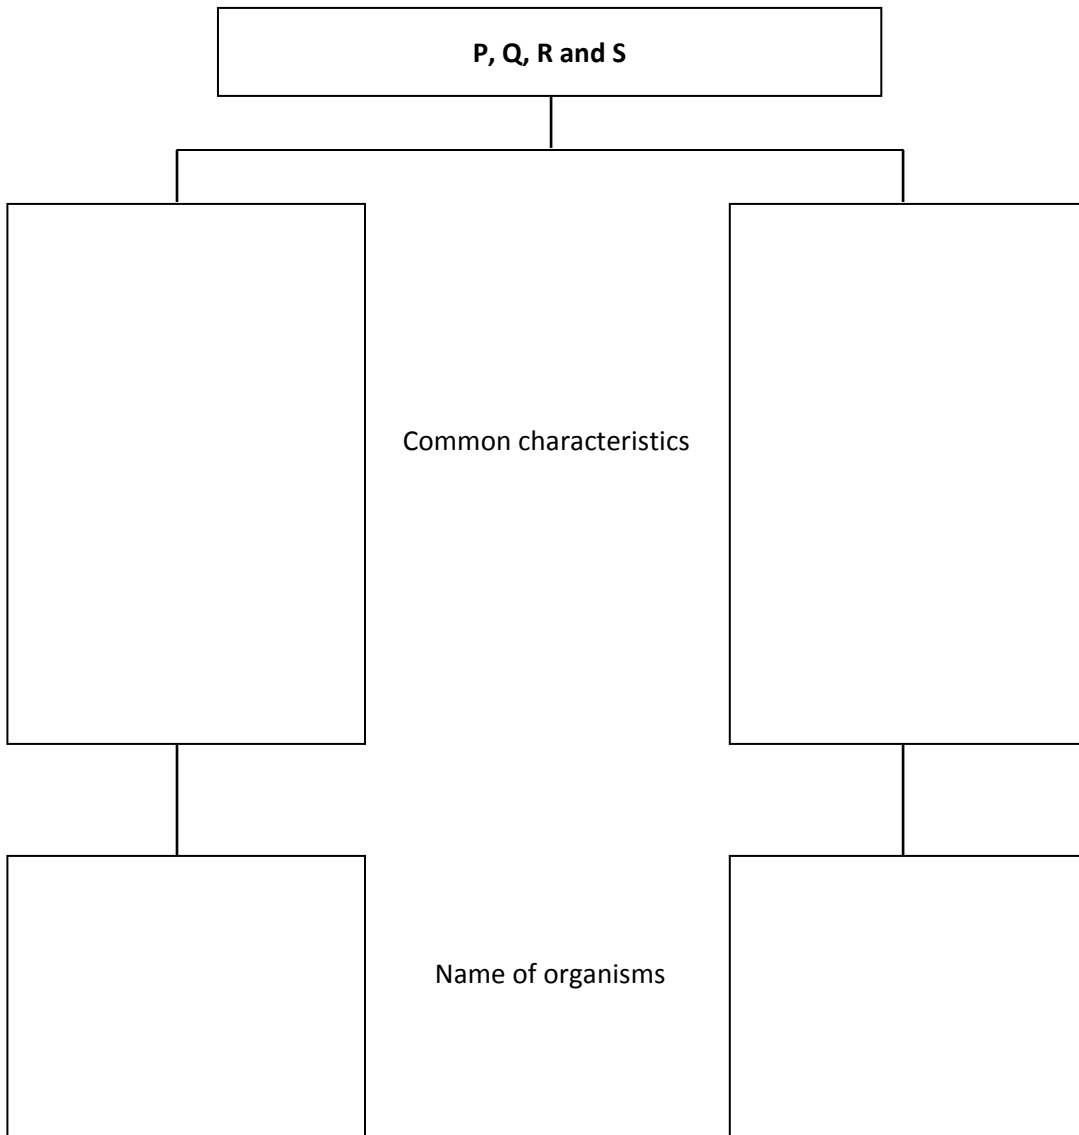 P, Q, R and S
Common characteristics
Name of organisms